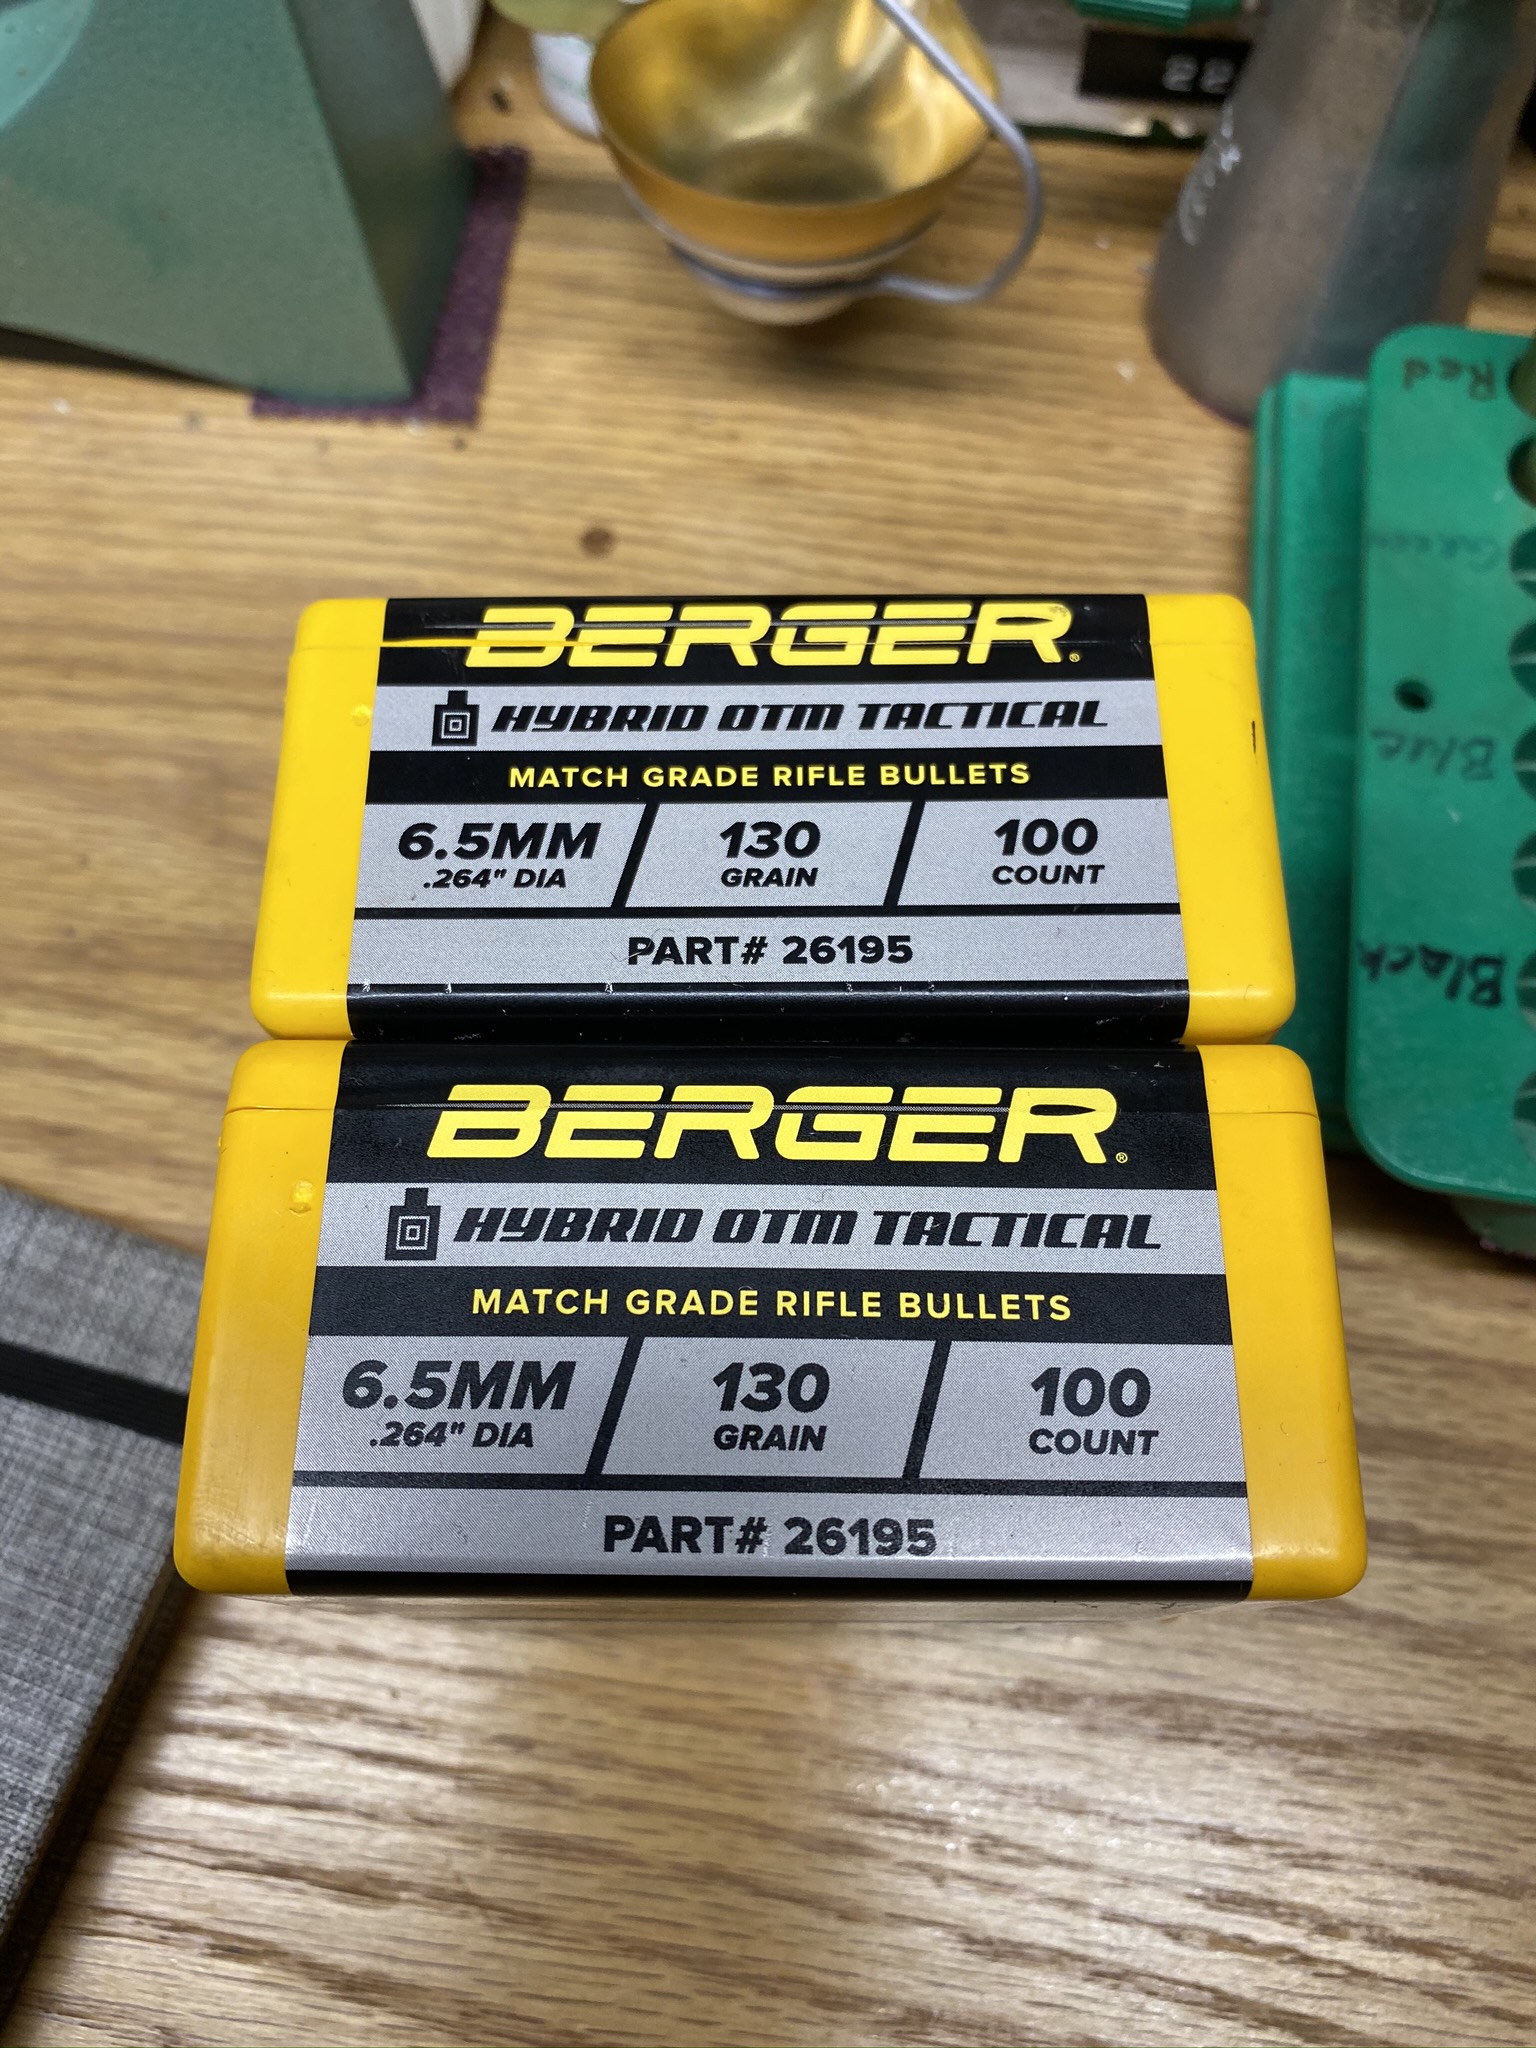 22
Red
Green
Blue
Black
BERGER®
HYBRID OTM TACTICAL
MATCH GRADE RIFLE BULLETS
6.5MM
.264" DIA
130
GRAIN
100
COUNT
PART# 26195
BERGER®
HYBRID OTM TACTICAL
MATCH GRADE RIFLE BULLETS
6.5MM
.264" DIA
130
GRAIN
100
COUNT
PART# 26195